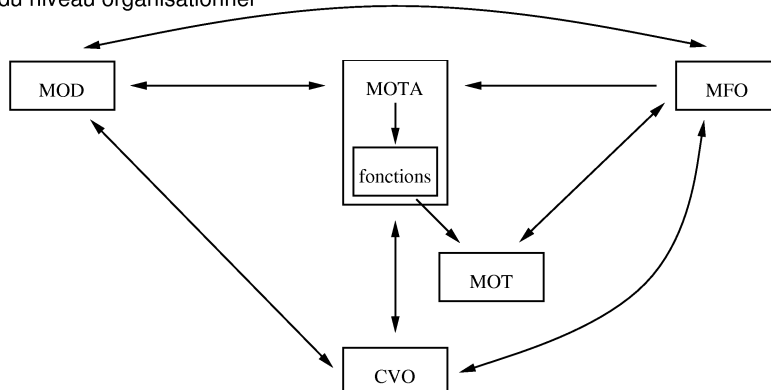 du niveau organisationnel
MOD
MOTA
MFO
fonctions
MOT
CVO